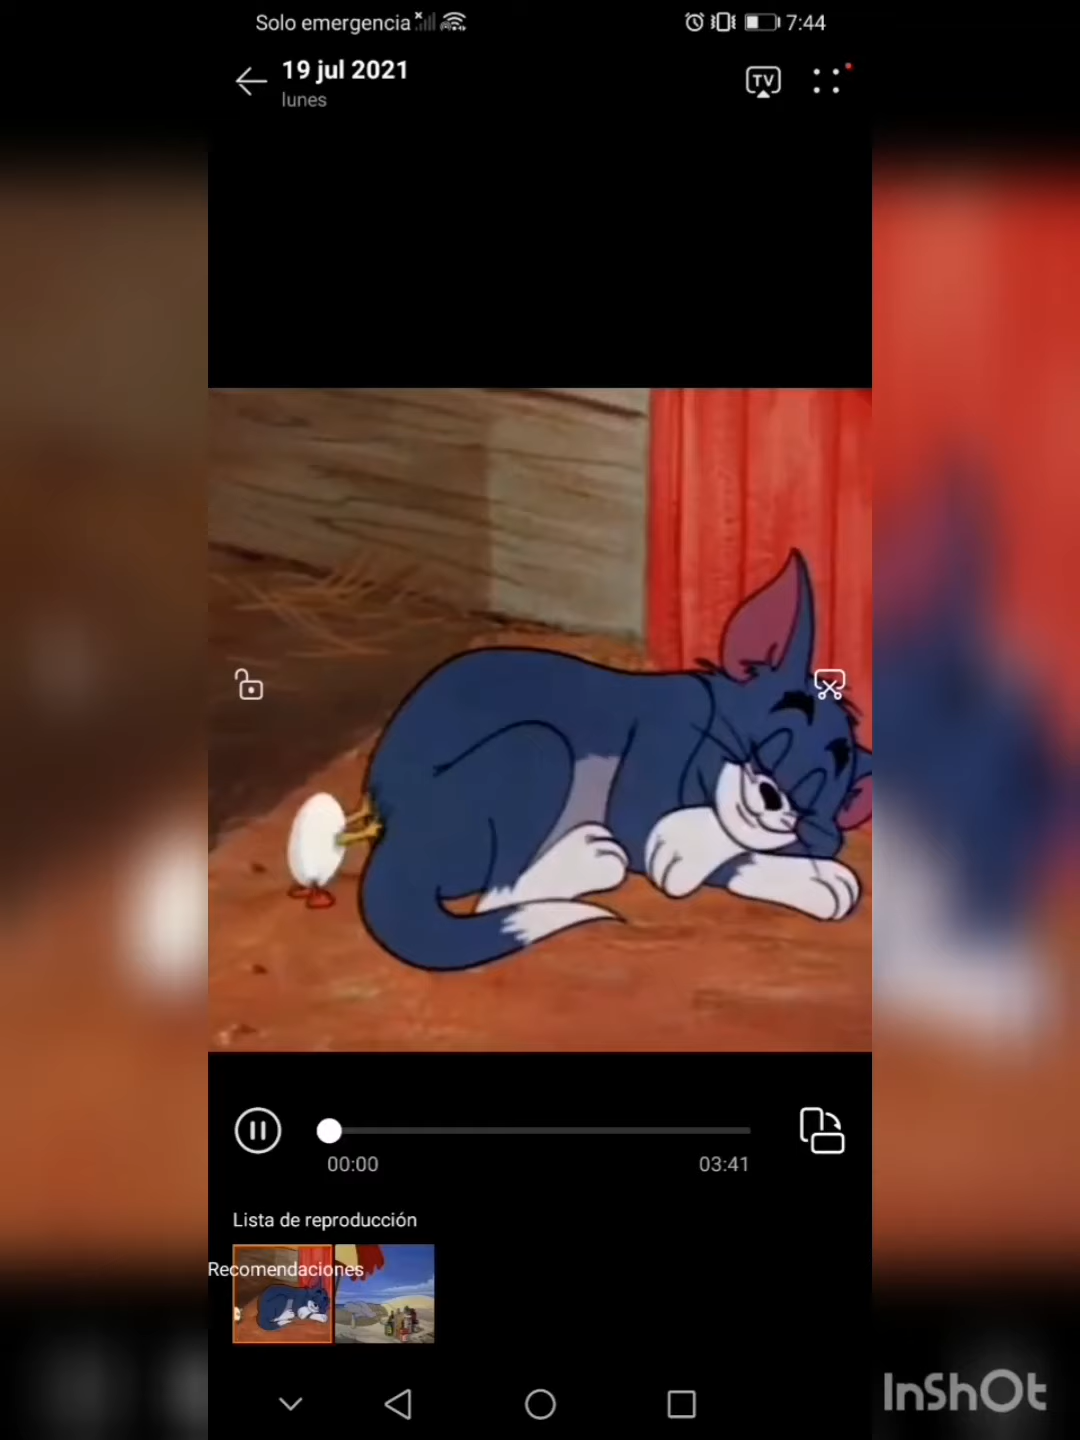 Solo emergencia
7:44
19 jul 2021
lunes
TV
00:00
03:41
Lista de reproducción
Recomendaciones
InShOt